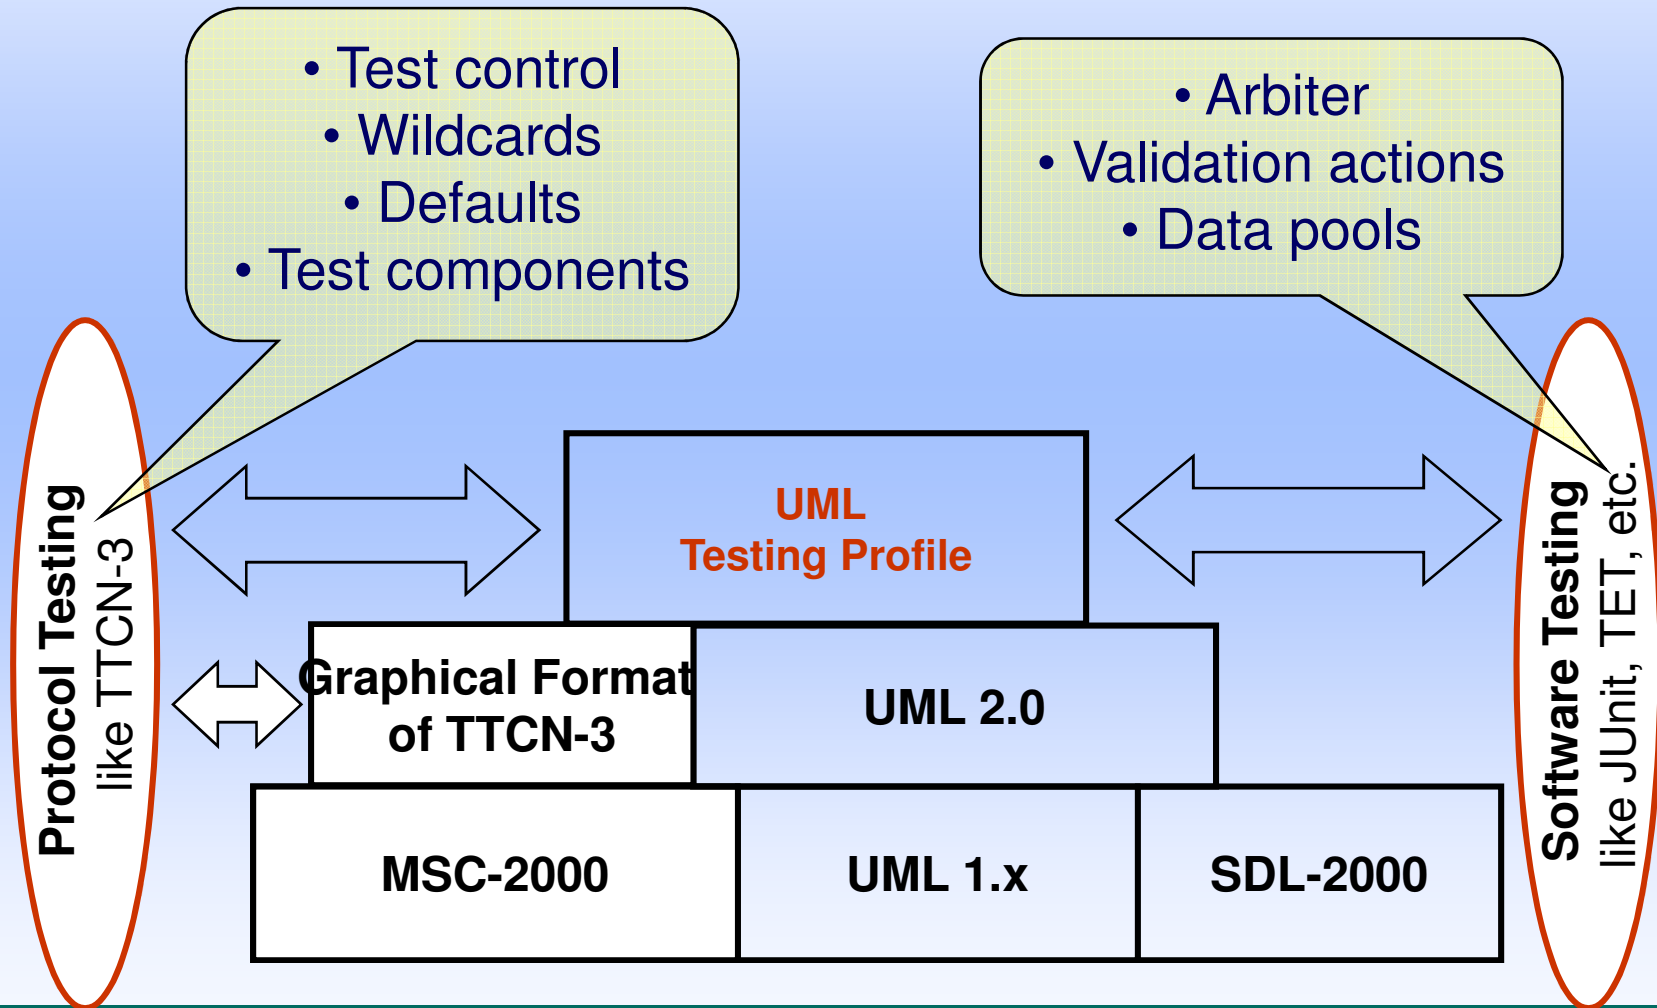 • Test control
• Wildcards
• Defaults
• Test components
• Arbiter
• Validation actions
• Data pools
Protocol Testing
like TTCN-3
UML
Testing Profile
Graphical Format
of TTCN-3
UML 2.0
MSC-2000
UML 1.x
SDL-2000
Software Testing
like JUnit, TET, etc.